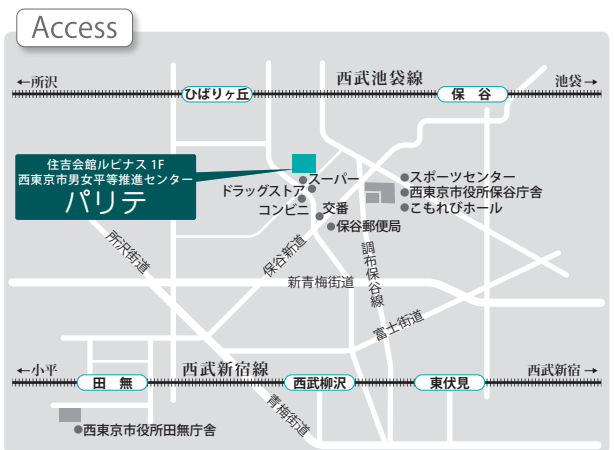 Access
←所沢
西武池袋線
池袋→
ひばりヶ丘
保 谷
住吉会館ルピナス 1F
西東京市男女平等推進センター
パリテ
スーパー
ドラッグストア
コンビニ
交番
保谷郵便局
スポーツセンター
西東京市役所保谷庁舎
こもれびホール
所沢街道
保谷新道
調布保谷線
新青梅街道
富士街道
←小平
西武新宿線
西武新宿→
田 無
西武柳沢
東伏見
青梅街道
西東京市役所田無庁舎